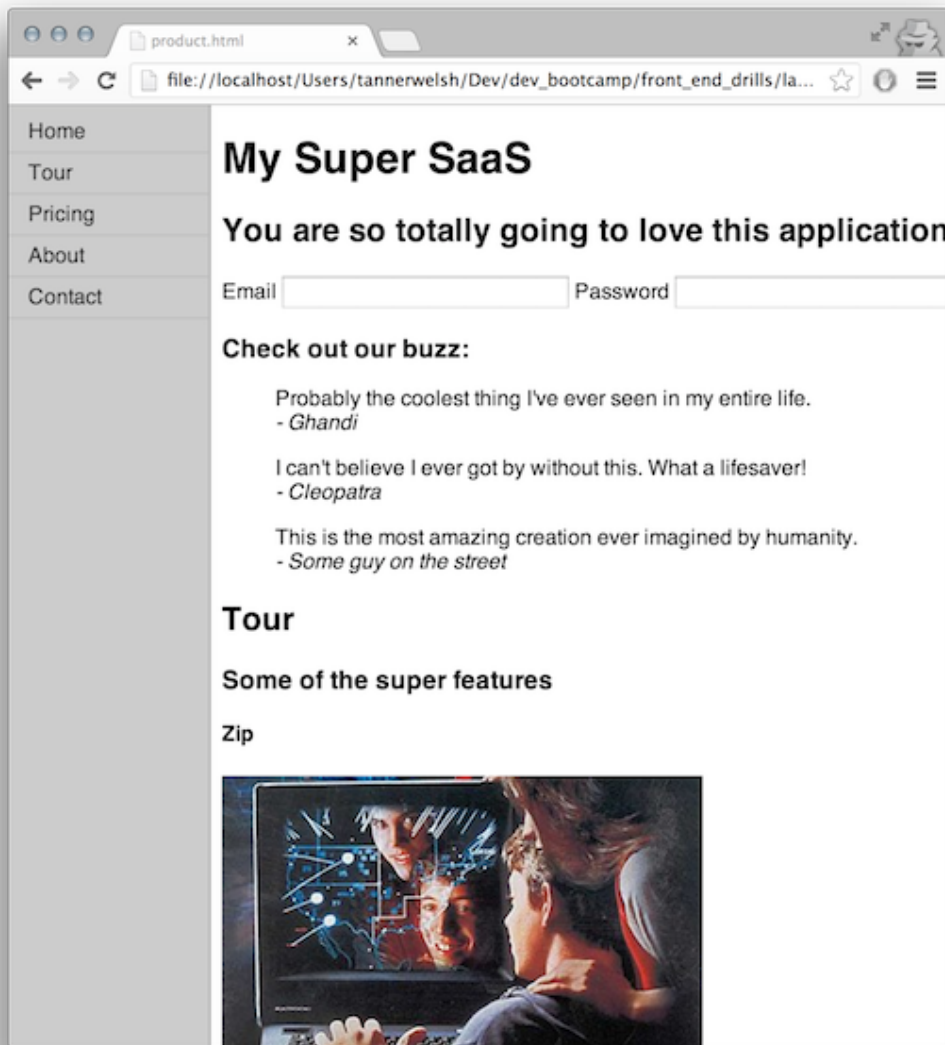 product.html
file://localhost/Users/tannerwelsh/Dev/dev_bootcamp/front_end_drills/la...
Home
Tour
Pricing
About
Contact
My Super SaaS
You are so totally going to love this application
Email Password
Check out our buzz:
Probably the coolest thing I've ever seen in my entire life.
- Ghandi
I can't believe I ever got by without this. What a lifesaver!
- Cleopatra
This is the most amazing creation ever imagined by humanity.
- Some guy on the street
Tour
Some of the super features
Zip